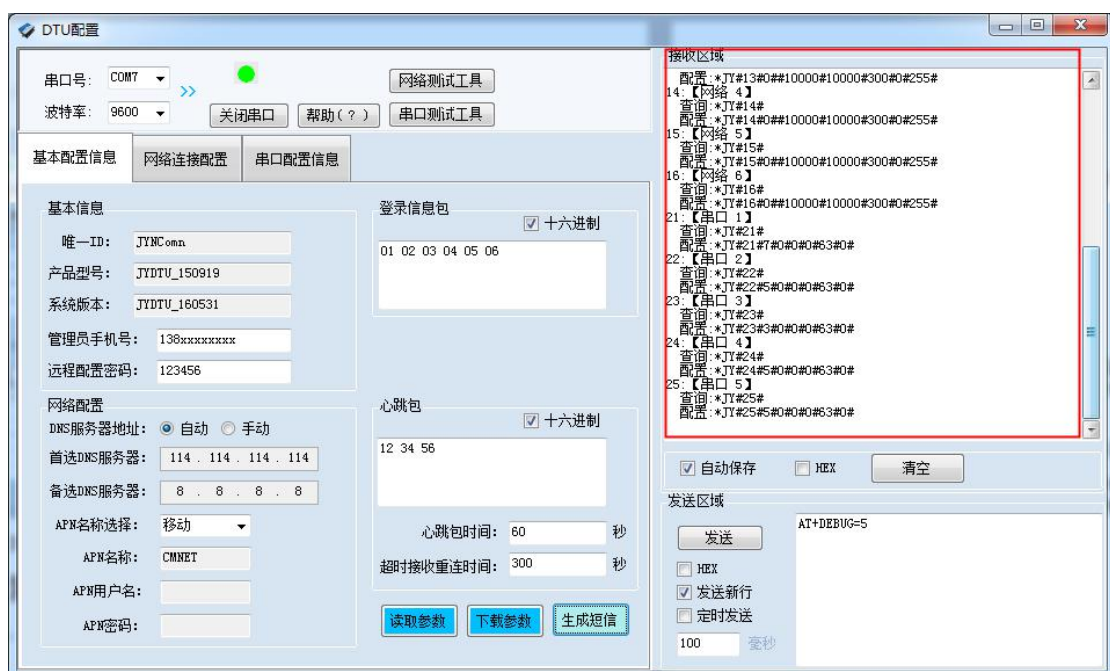 DTU配置
串口号: COM7 >> 网络测试工具
波特率: 9600 关闭串口 帮助(?) 串口测试工具
基本配置信息 网络连接配置 串口配置信息
基本信息
唯一ID: JYNComn
产品型号: JYDTU_150919
系统版本: JYDTU_160531
管理员手机号: 138xxxxxxxx
远程配置密码: 123456
网络配置
DNS服务器地址: 自动 手动
首选DNS服务器: 114 . 114 . 114 . 114
备选DNS服务器: 8 . 8 . 8 . 8
APN名称选择: 移动
APN名称: CMNET
APN用户名:
APN密码:
登录信息包
十六进制
01 02 03 04 05 06
心跳包
十六进制
12 34 56
心跳包时间: 60 秒
超时接收重连时间: 300 秒
读取参数 下载参数 生成短信
接收区域
配置:*JY#13#0##10000#10000#300#0#255#
14:【网络 4】
查询:*JY#14#
配置:*JY#14#0##10000#10000#300#0#255#
15:【网络 5】
查询:*JY#15#
配置:*JY#15#0##10000#10000#300#0#255#
16:【网络 6】
查询:*JY#16#
配置:*JY#16#0##10000#10000#300#0#255#
21:【串口 1】
查询:*JY#21#
配置:*JY#21#7#0#0#0#63#0#
22:【串口 2】
查询:*JY#22#
配置:*JY#22#5#0#0#0#63#0#
23:【串口 3】
查询:*JY#23#
配置:*JY#23#3#0#0#0#63#0#
24:【串口 4】
查询:*JY#24#
配置:*JY#24#5#0#0#0#63#0#
25:【串口 5】
查询:*JY#25#
配置:*JY#25#5#0#0#0#63#0#
自动保存 HEX 清空
发送区域
发送
HEX
发送新行
定时发送
100 毫秒
AT+DEBUG=5